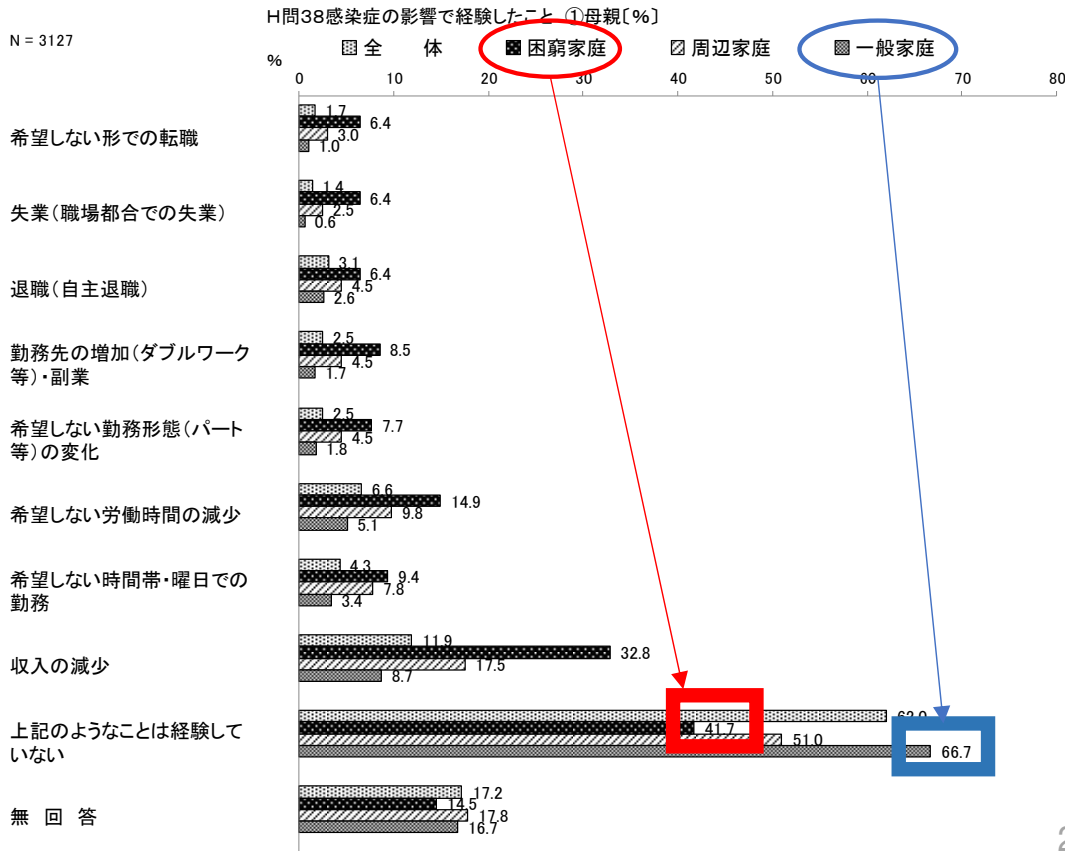 H問38感染症の影響で経験したこと ①母親〔%〕
N = 3127
全 体 困窮家庭 周辺家庭 一般家庭
%
0 10 20 30 40 50 60 70 80
希望しない形での転職
1.7
6.4
3.0
1.0
失業(職場都合での失業)
1.4
6.4
2.5
0.6
退職(自主退職)
3.1
6.4
4.5
2.6
勤務先の増加(ダブルワーク
等)・副業
2.5
8.5
4.5
1.7
希望しない勤務形態(パート
等)の変化
2.5
7.7
4.5
1.8
希望しない労働時間の減少
6.6
14.9
9.8
5.1
希望しない時間帯・曜日での
勤務
4.3
9.4
7.8
3.4
収入の減少
11.9
32.8
17.5
8.7
上記のようなことは経験して
いない
41.7
51.0
66.7
無 回 答
17.2
14.5
17.8
16.7